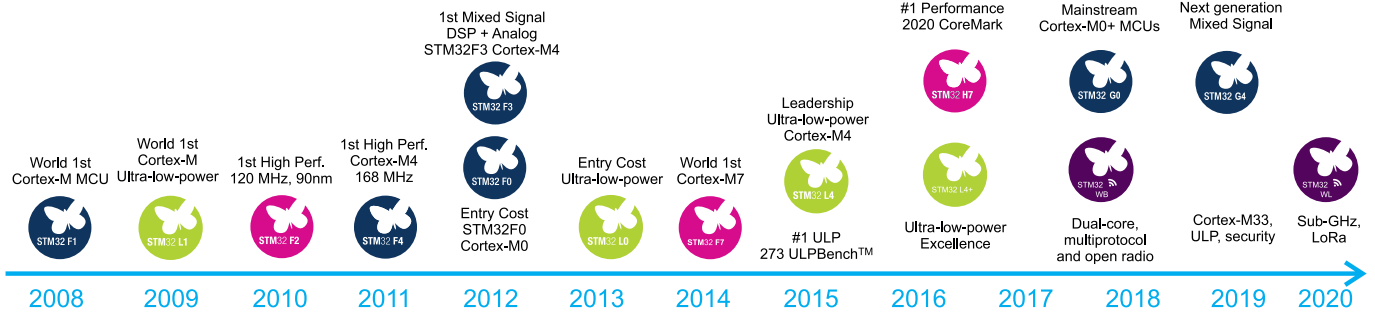 World 1st
Cortex-M MCU
STM32 F1
World 1st
Cortex-M
Ultra-low-power
STM32 L1
1st High Perf.
120 MHz, 90nm
STM32 F2
1st High Perf.
Cortex-M4
168 MHz
STM32 F4
1st Mixed Signal
DSP + Analog
STM32F3 Cortex-M4
STM32 F3
STM32 F0
Entry Cost
STM32F0
Cortex-M0
Entry Cost
Ultra-low-power
STM32 L0
World 1st
Cortex-M7
STM32 F7
Leadership
Ultra-low-power
Cortex-M4
STM32 L4
#1 ULP
273 ULPBench™
#1 Performance
2020 CoreMark
STM32 H7
STM32 L4+
Ultra-low-power
Excellence
Mainstream
Cortex-M0+ MCUs
STM32 G0
STM32
WB
Dual-core,
multiprotocol
and open radio
Next generation
Mixed Signal
STM32 G4
Cortex-M33,
ULP, security
STM32
WL
Sub-GHz,
LoRa
2008 2009 2010 2011 2012 2013 2014 2015 2016 2017 2018 2019 2020